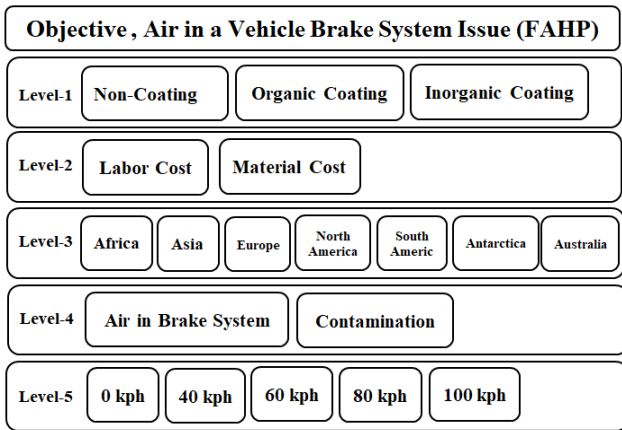 Objective , Air in a Vehicle Brake System Issue (FAHP)
Level-1 Non-Coating Organic Coating Inorganic Coating
Level-2 Labor Cost Material Cost
Level-3 Africa Asia Europe North America South Americ Antarctica Australia
Level-4 Air in Brake System Contamination
Level-5 0 kph 40 kph 60 kph 80 kph 100 kph